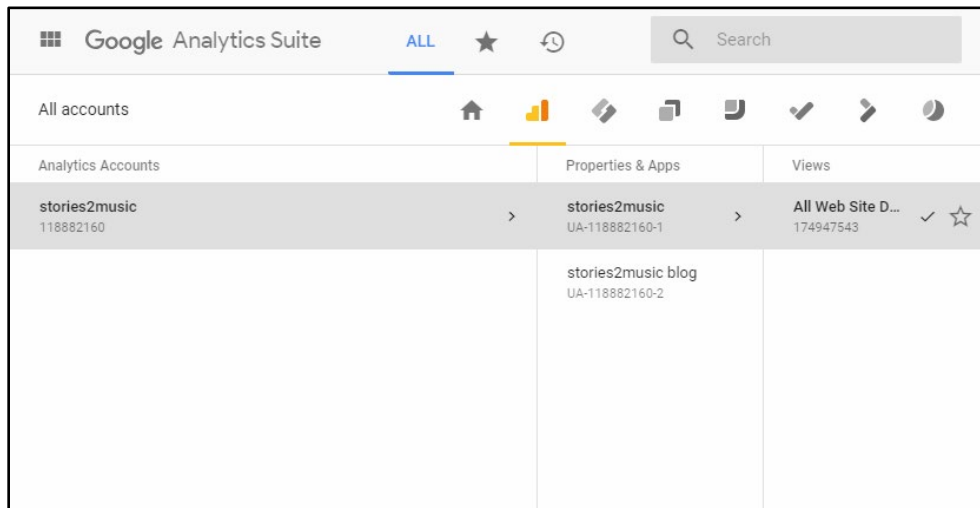 Google Analytics Suite
ALL
Search
All accounts
Analytics Accounts
Properties & Apps
Views
stories2music
118882160
stories2music
UA-118882160-1
All Web Site D...
174947543
stories2music blog
UA-118882160-2